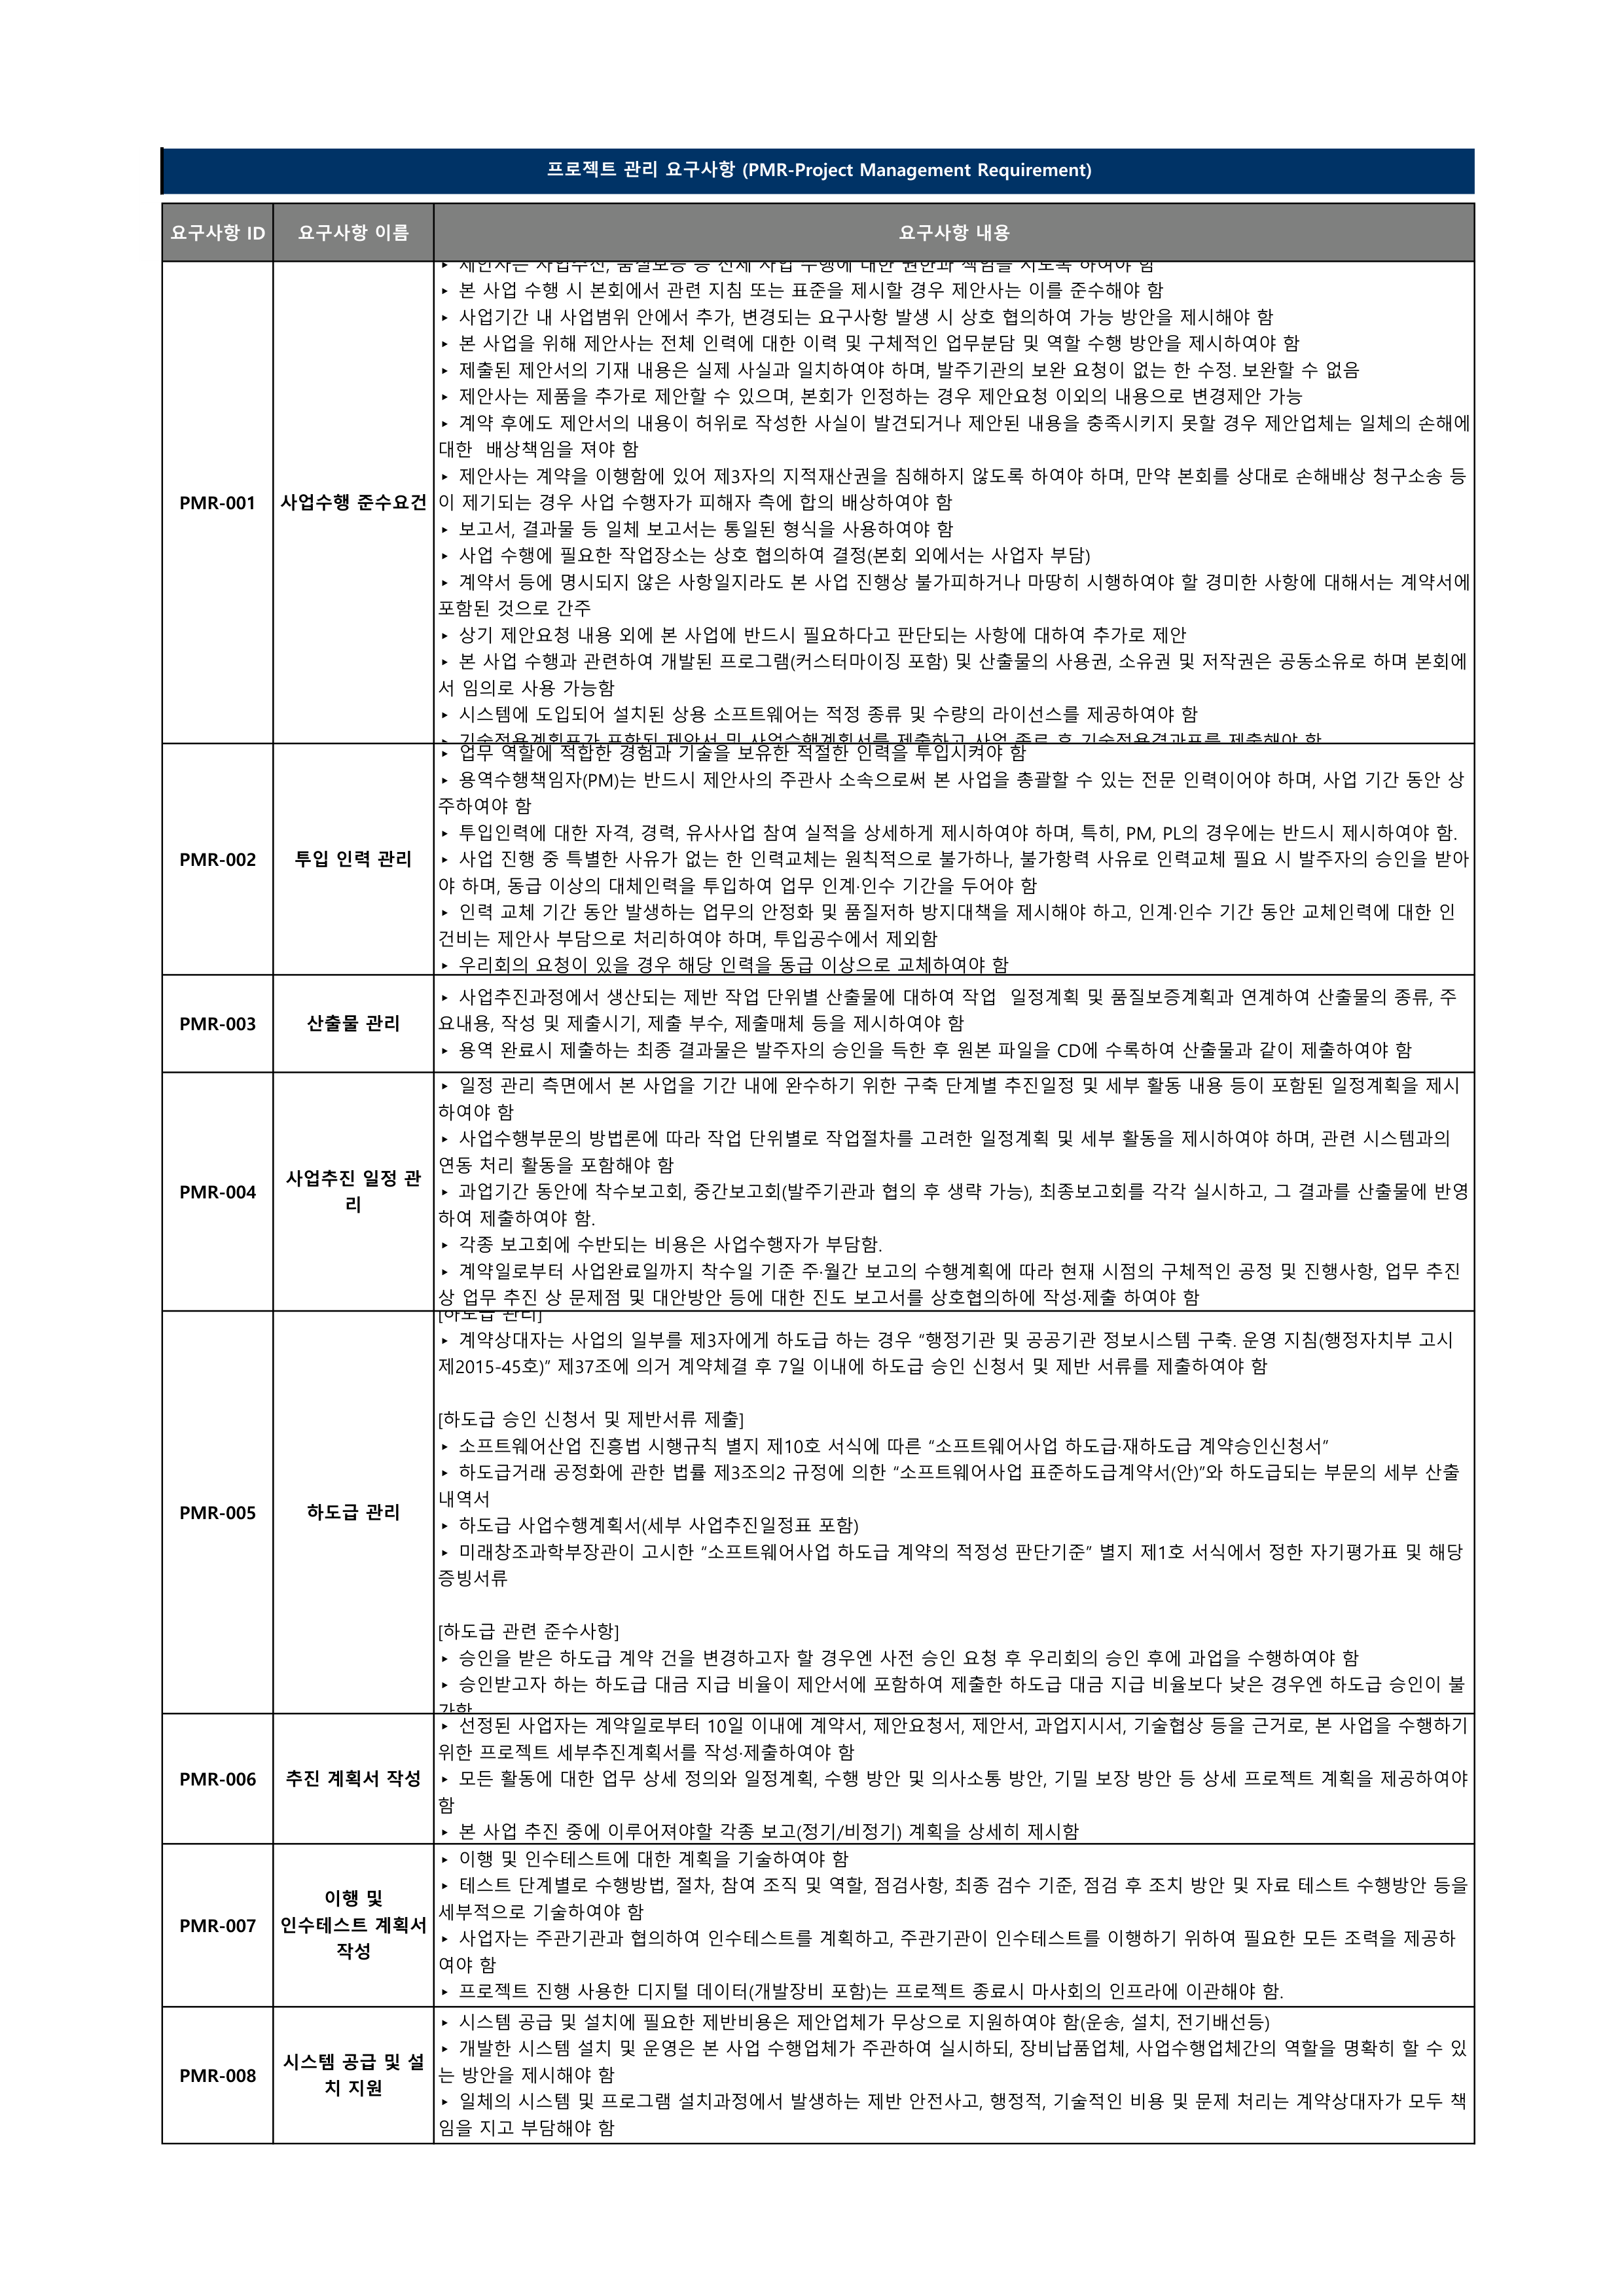 프로젝트 관리 요구사항 (PMR-Project Management Requirement)
요구사항 ID 요구사항 이름 요구사항 내용
PMR-001
사업수행 준수요건
▸ 제안사는 사업추진, 품질보증 등 전체 사업 수행에 대한 권한과 책임을 지도록 하여야 함
▸ 본 사업 수행 시 본회에서 관련 지침 또는 표준을 제시할 경우 제안사는 이를 준수해야 함
▸ 사업기간 내 사업범위 안에서 추가, 변경되는 요구사항 발생 시 상호 협의하여 가능 방안을 제시해야 함
▸ 본 사업을 위해 제안사는 전체 인력에 대한 이력 및 구체적인 업무분담 및 역할 수행 방안을 제시하여야 함
▸ 제출된 제안서의 기재 내용은 실제 사실과 일치하여야 하며, 발주기관의 보완 요청이 없는 한 수정. 보완할 수 없음
▸ 제안사는 제품을 추가로 제안할 수 있으며, 본회가 인정하는 경우 제안요청 이외의 내용으로 변경제안 가능
▸ 계약 후에도 제안서의 내용이 허위로 작성한 사실이 발견되거나 제안된 내용을 충족시키지 못할 경우 제안업체는 일체의 손해에
대한  배상책임을 져야 함
▸ 제안사는 계약을 이행함에 있어 제3자의 지적재산권을 침해하지 않도록 하여야 하며, 만약 본회를 상대로 손해배상 청구소송 등
이 제기되는 경우 사업 수행자가 피해자 측에 합의 배상하여야 함
▸ 보고서, 결과물 등 일체 보고서는 통일된 형식을 사용하여야 함
▸ 사업 수행에 필요한 작업장소는 상호 협의하여 결정(본회 외에서는 사업자 부담)
▸ 계약서 등에 명시되지 않은 사항일지라도 본 사업 진행상 불가피하거나 마땅히 시행하여야 할 경미한 사항에 대해서는 계약서에
포함된 것으로 간주
▸ 상기 제안요청 내용 외에 본 사업에 반드시 필요하다고 판단되는 사항에 대하여 추가로 제안
▸ 본 사업 수행과 관련하여 개발된 프로그램(커스터마이징 포함) 및 산출물의 사용권, 소유권 및 저작권은 공동소유로 하며 본회에
서 임의로 사용 가능함
▸ 시스템에 도입되어 설치된 상용 소프트웨어는 적정 종류 및 수량의 라이선스를 제공하여야 함
▸ 기술적용계획표가 포함된 제안서 및 사업수행계획서를 제출하고 사업 종료 후 기술적용결과표를 제출해야 함
PMR-002
투입 인력 관리
▸ 업무 역할에 적합한 경험과 기술을 보유한 적절한 인력을 투입시켜야 함
▸ 용역수행책임자(PM)는 반드시 제안사의 주관사 소속으로써 본 사업을 총괄할 수 있는 전문 인력이어야 하며, 사업 기간 동안 상
주하여야 함
▸ 투입인력에 대한 자격, 경력, 유사사업 참여 실적을 상세하게 제시하여야 하며, 특히, PM, PL의 경우에는 반드시 제시하여야 함.
▸ 사업 진행 중 특별한 사유가 없는 한 인력교체는 원칙적으로 불가하나, 불가항력 사유로 인력교체 필요 시 발주자의 승인을 받아
야 하며, 동급 이상의 대체인력을 투입하여 업무 인계·인수 기간을 두어야 함
▸ 인력 교체 기간 동안 발생하는 업무의 안정화 및 품질저하 방지대책을 제시해야 하고, 인계·인수 기간 동안 교체인력에 대한 인
건비는 제안사 부담으로 처리하여야 하며, 투입공수에서 제외함
▸ 우리회의 요청이 있을 경우 해당 인력을 동급 이상으로 교체하여야 함
PMR-003
산출물 관리
▸ 사업추진과정에서 생산되는 제반 작업 단위별 산출물에 대하여 작업  일정계획 및 품질보증계획과 연계하여 산출물의 종류, 주
요내용, 작성 및 제출시기, 제출 부수, 제출매체 등을 제시하여야 함
▸ 용역 완료시 제출하는 최종 결과물은 발주자의 승인을 득한 후 원본 파일을 CD에 수록하여 산출물과 같이 제출하여야 함
PMR-004
사업추진 일정 관
리
▸ 일정 관리 측면에서 본 사업을 기간 내에 완수하기 위한 구축 단계별 추진일정 및 세부 활동 내용 등이 포함된 일정계획을 제시
하여야 함
▸ 사업수행부문의 방법론에 따라 작업 단위별로 작업절차를 고려한 일정계획 및 세부 활동을 제시하여야 하며, 관련 시스템과의
연동 처리 활동을 포함해야 함
▸ 과업기간 동안에 착수보고회, 중간보고회(발주기관과 협의 후 생략 가능), 최종보고회를 각각 실시하고, 그 결과를 산출물에 반영
하여 제출하여야 함.
▸ 각종 보고회에 수반되는 비용은 사업수행자가 부담함.
▸ 계약일로부터 사업완료일까지 착수일 기준 주·월간 보고의 수행계획에 따라 현재 시점의 구체적인 공정 및 진행사항, 업무 추진
상 업무 추진 상 문제점 및 대안방안 등에 대한 진도 보고서를 상호협의하에 작성·제출 하여야 함
PMR-005
하도급 관리
[하도급 관리]
▸ 계약상대자는 사업의 일부를 제3자에게 하도급 하는 경우 “행정기관 및 공공기관 정보시스템 구축. 운영 지침(행정자치부 고시
제2015-45호)” 제37조에 의거 계약체결 후 7일 이내에 하도급 승인 신청서 및 제반 서류를 제출하여야 함
[하도급 승인 신청서 및 제반서류 제출]
▸ 소프트웨어산업 진흥법 시행규칙 별지 제10호 서식에 따른 “소프트웨어사업 하도급·재하도급 계약승인신청서”
▸ 하도급거래 공정화에 관한 법률 제3조의2 규정에 의한 “소프트웨어사업 표준하도급계약서(안)”와 하도급되는 부문의 세부 산출
내역서
▸ 하도급 사업수행계획서(세부 사업추진일정표 포함)
▸ 미래창조과학부장관이 고시한 “소프트웨어사업 하도급 계약의 적정성 판단기준” 별지 제1호 서식에서 정한 자기평가표 및 해당
증빙서류
[하도급 관련 준수사항]
▸ 승인을 받은 하도급 계약 건을 변경하고자 할 경우엔 사전 승인 요청 후 우리회의 승인 후에 과업을 수행하여야 함
▸ 승인받고자 하는 하도급 대금 지급 비율이 제안서에 포함하여 제출한 하도급 대금 지급 비율보다 낮은 경우엔 하도급 승인이 불
가함
PMR-006
추진 계획서 작성
▸ 선정된 사업자는 계약일로부터 10일 이내에 계약서, 제안요청서, 제안서, 과업지시서, 기술협상 등을 근거로, 본 사업을 수행하기
위한 프로젝트 세부추진계획서를 작성·제출하여야 함
▸ 모든 활동에 대한 업무 상세 정의와 일정계획, 수행 방안 및 의사소통 방안, 기밀 보장 방안 등 상세 프로젝트 계획을 제공하여야
함
▸ 본 사업 추진 중에 이루어져야할 각종 보고(정기/비정기) 계획을 상세히 제시함
PMR-007
이행 및
인수테스트 계획서
작성
▸ 이행 및 인수테스트에 대한 계획을 기술하여야 함
▸ 테스트 단계별로 수행방법, 절차, 참여 조직 및 역할, 점검사항, 최종 검수 기준, 점검 후 조치 방안 및 자료 테스트 수행방안 등을
세부적으로 기술하여야 함
▸ 사업자는 주관기관과 협의하여 인수테스트를 계획하고, 주관기관이 인수테스트를 이행하기 위하여 필요한 모든 조력을 제공하
여야 함
▸ 프로젝트 진행 사용한 디지털 데이터(개발장비 포함)는 프로젝트 종료시 마사회의 인프라에 이관해야 함.
PMR-008
시스템 공급 및 설
치 지원
▸ 시스템 공급 및 설치에 필요한 제반비용은 제안업체가 무상으로 지원하여야 함(운송, 설치, 전기배선등)
▸ 개발한 시스템 설치 및 운영은 본 사업 수행업체가 주관하여 실시하되, 장비납품업체, 사업수행업체간의 역할을 명확히 할 수 있
는 방안을 제시해야 함
▸ 일체의 시스템 및 프로그램 설치과정에서 발생하는 제반 안전사고, 행정적, 기술적인 비용 및 문제 처리는 계약상대자가 모두 책
임을 지고 부담해야 함